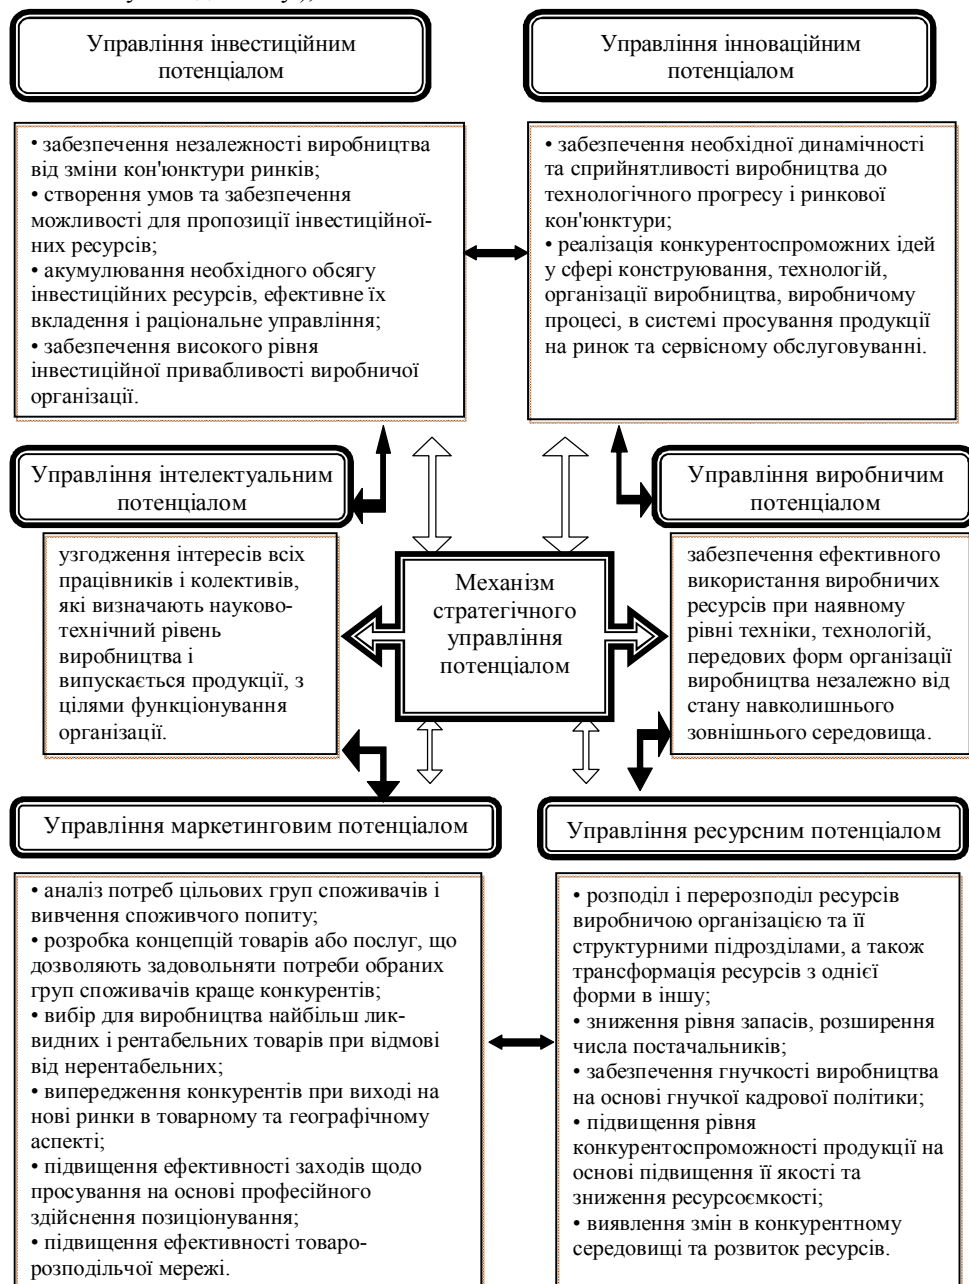 Управління інвестиційним
потенціалом
Управління інноваційним
потенціалом
• забезпечення незалежності виробництва
від зміни кон'юнктури ринків;
• створення умов та забезпечення
можливості для пропозиції інвестиційної-
них ресурсів;
• акумулювання необхідного обсягу
інвестиційних ресурсів, ефективне їх
вкладення і раціональне управління;
• забезпечення високого рівня
інвестиційної привабливості виробничої
організації.
• забезпечення необхідної динамічності
та сприйнятливості виробництва до
технологічного прогресу і ринкової
кон'юнктури;
• реалізація конкурентоспроможних ідей
у сфері конструювання, технологій,
організації виробництва, виробничому
процесі, в системі просування продукції
на ринок та сервісному обслуговуванні.
Управління інтелектуальним
потенціалом
Управління виробничим
потенціалом
узгодження інтересів всіх
працівників і колективів,
які визначають науково-
технічний рівень
виробництва і
випускається продукції, з
цілями функціонування
організації.
Механізм
стратегічного
управління
потенціалом
забезпечення ефективного
використання виробничих
ресурсів при наявному
рівні техніки, технологій,
передових форм організації
виробництва незалежно від
стану навколишнього
зовнішнього середовища.
Управління маркетинговим потенціалом
Управління ресурсним потенціалом
• аналіз потреб цільових груп споживачів і
вивчення споживчого попиту;
• розробка концепцій товарів або послуг, що
дозволяють задовольняти потреби обраних
груп споживачів краще конкурентів;
• вибір для виробництва найбільш лик-
видних і рентабельних товарів при відмові
від нерентабельних;
• випередження конкурентів при виході на
нові ринки в товарному та географічному
аспекті;
• підвищення ефективності заходів щодо
просування на основі професійного
здійснення позиціонування;
• підвищення ефективності товаро-
розподільчої мережі.
• розподіл і перерозподіл ресурсів
виробничою організацією та її
структурними підрозділами, а також
трансформація ресурсів з однієї
форми в іншу;
• зниження рівня запасів, розширення
числа постачальників;
• забезпечення гнучкості виробництва
на основі гнучкої кадрової політики;
• підвищення рівня
конкурентоспроможності продукції на
основі підвищення її якості та
зниження ресурсоємкості;
• виявлення змін в конкурентному
середовищі та розвиток ресурсів.